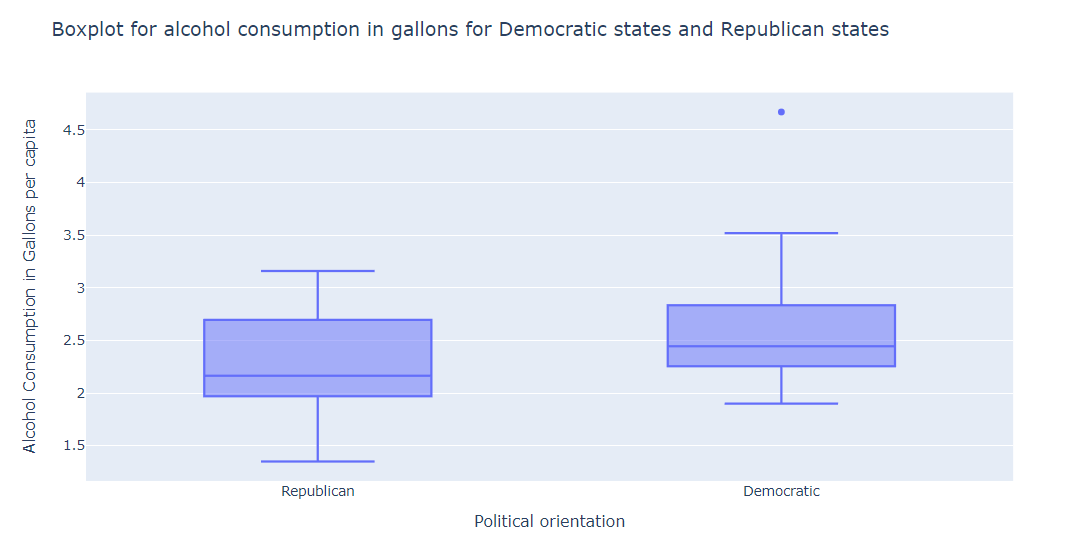 Boxplot for alcohol consumption in gallons for Democratic states and Republican states
Alcohol Consumption in Gallons per capita
4.5
4
3.5
3
2.5
2
1.5
Republican
Democratic
Political orientation